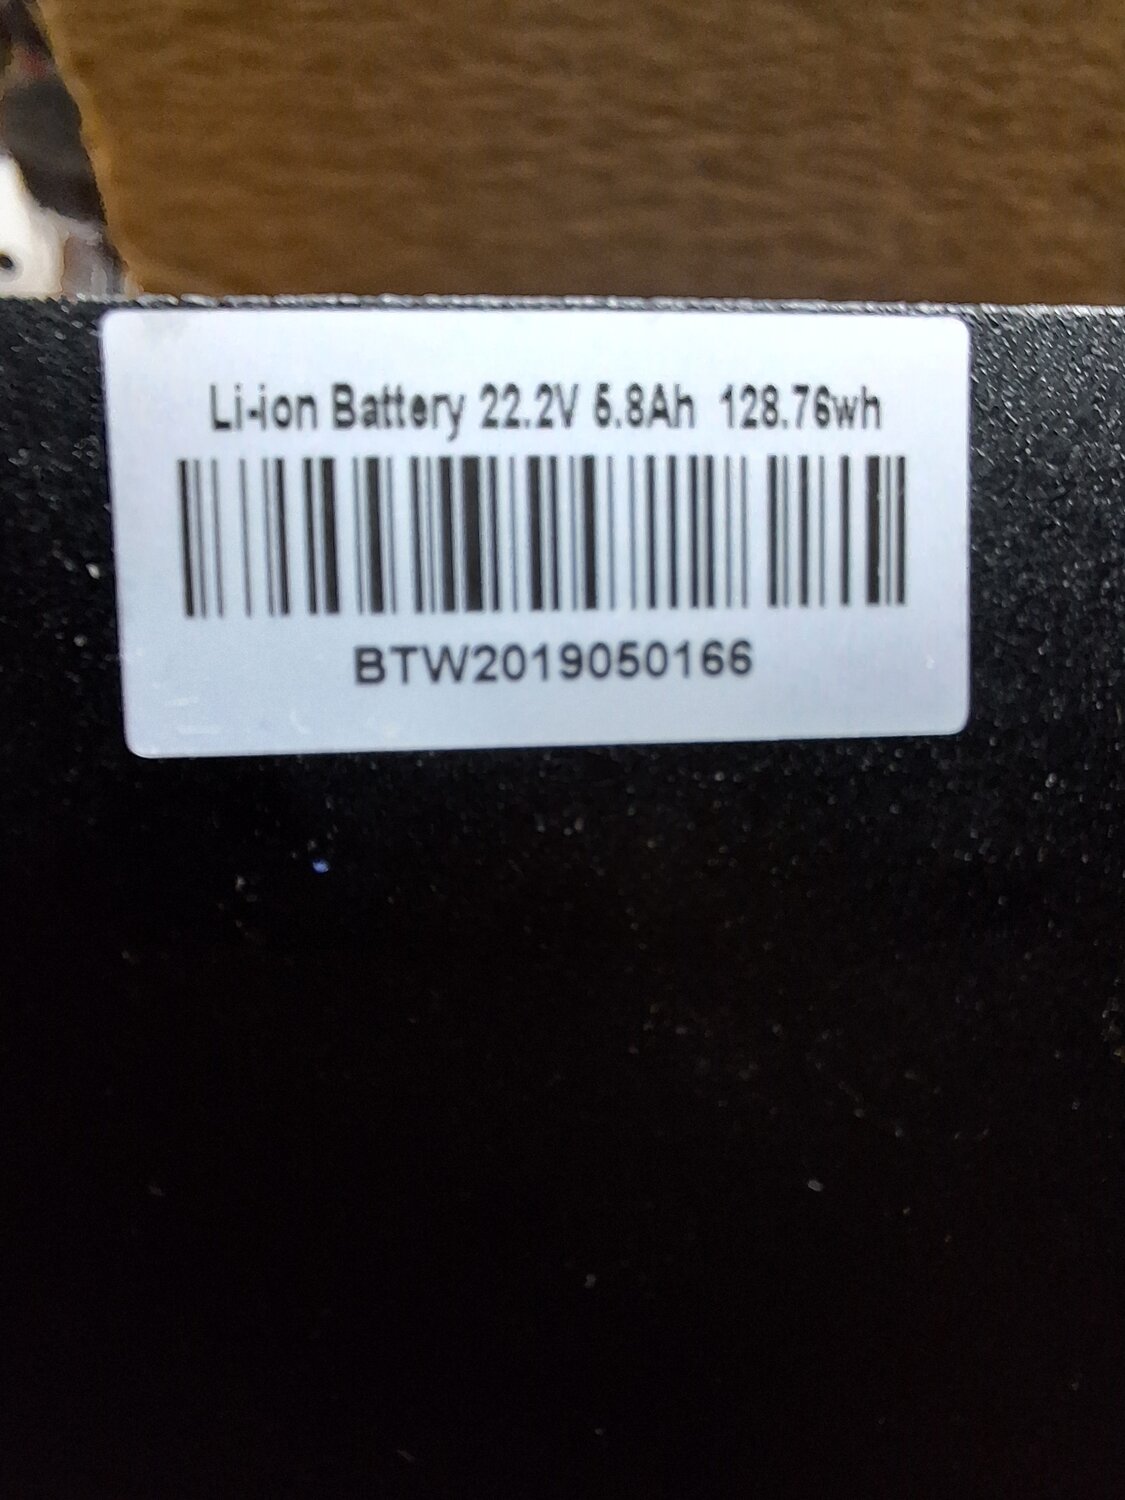 Li-ion Battery 22.2V 5.8Ah 128.76wh
BTW2019050166